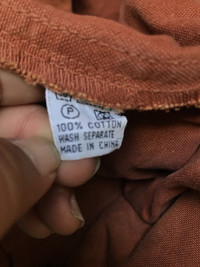 P
100% COTTON
WASH SEPARATE
MADE IN CHINA